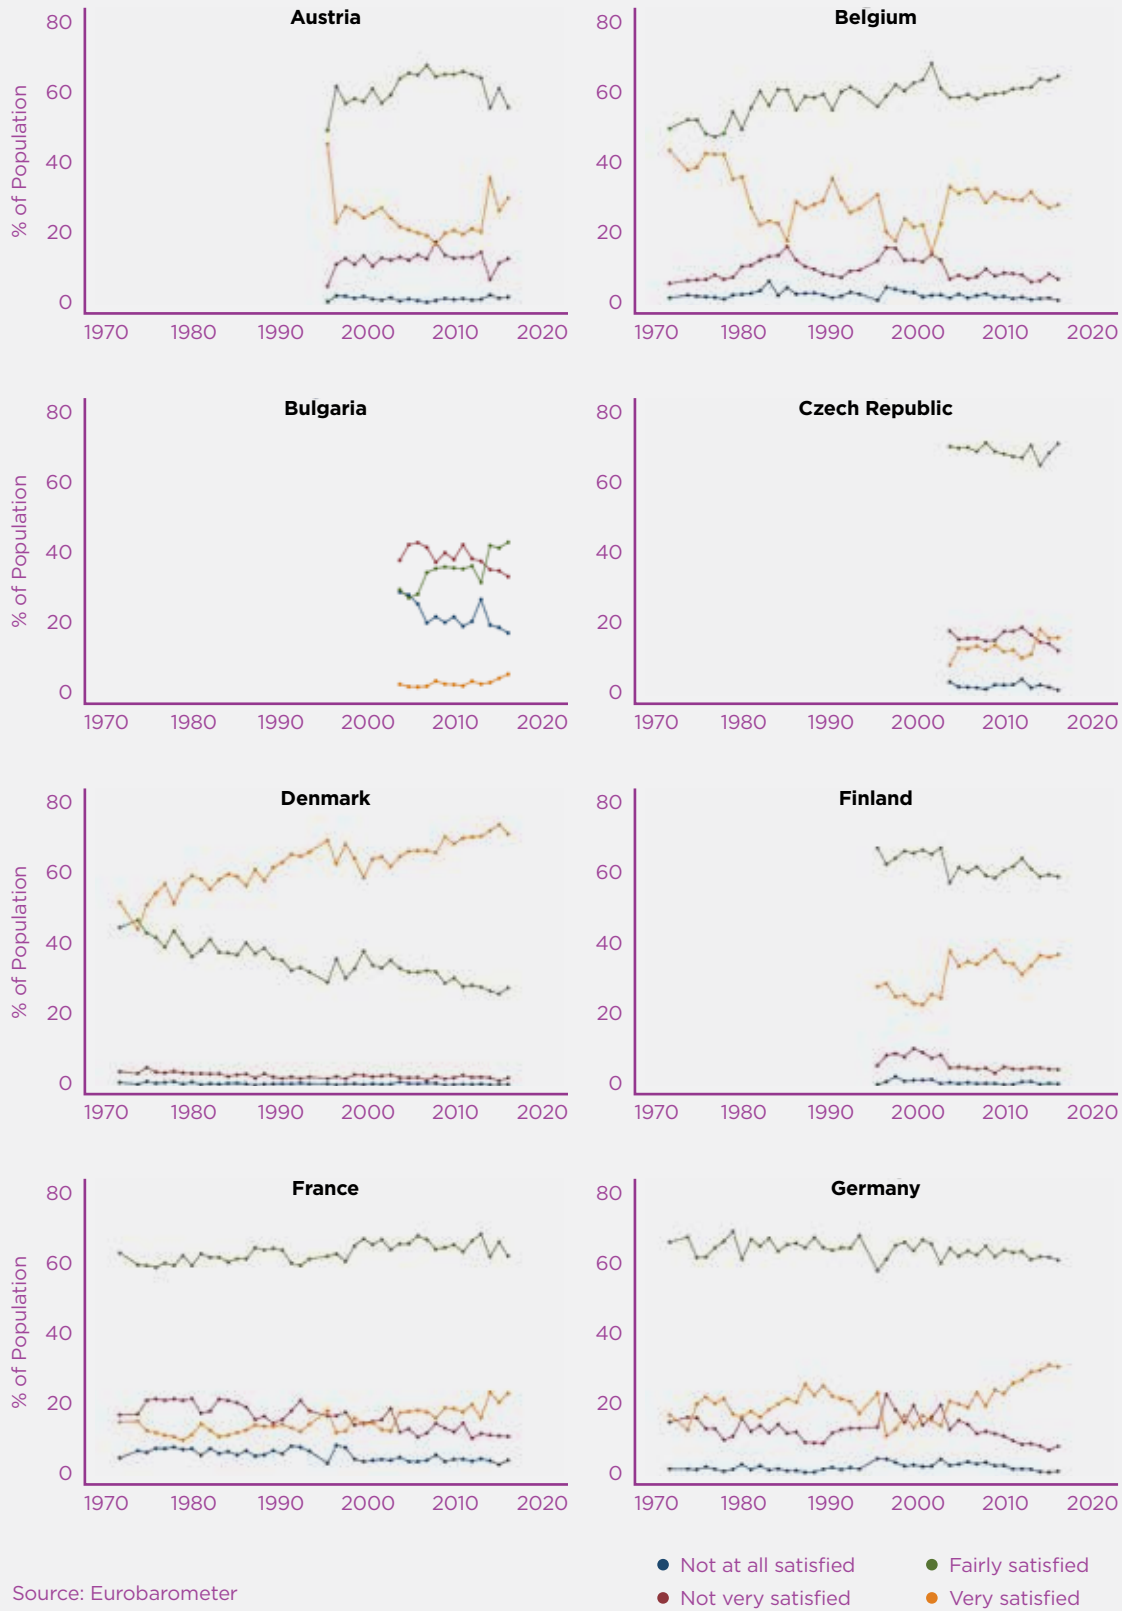 Austria
Belgium
80
60
40
20
0
% of Population
1970 1980 1990 2000 2010 2020
80
60
40
20
0
1970 1980 1990 2000 2010 2020
Bulgaria
Czech Republic
80
60
40
20
0
% of Population
1970 1980 1990 2000 2010 2020
80
60
40
20
0
1970 1980 1990 2000 2010 2020
Denmark
Finland
80
60
40
20
0
% of Population
1970 1980 1990 2000 2010 2020
80
60
40
20
0
1970 1980 1990 2000 2010 2020
France
Germany
80
60
40
20
0
% of Population
1970 1980 1990 2000 2010 2020
80
60
40
20
0
1970 1980 1990 2000 2010 2020
Not at all satisfied
Fairly satisfied
Not very satisfied
Very satisfied
Source: Eurobarometer